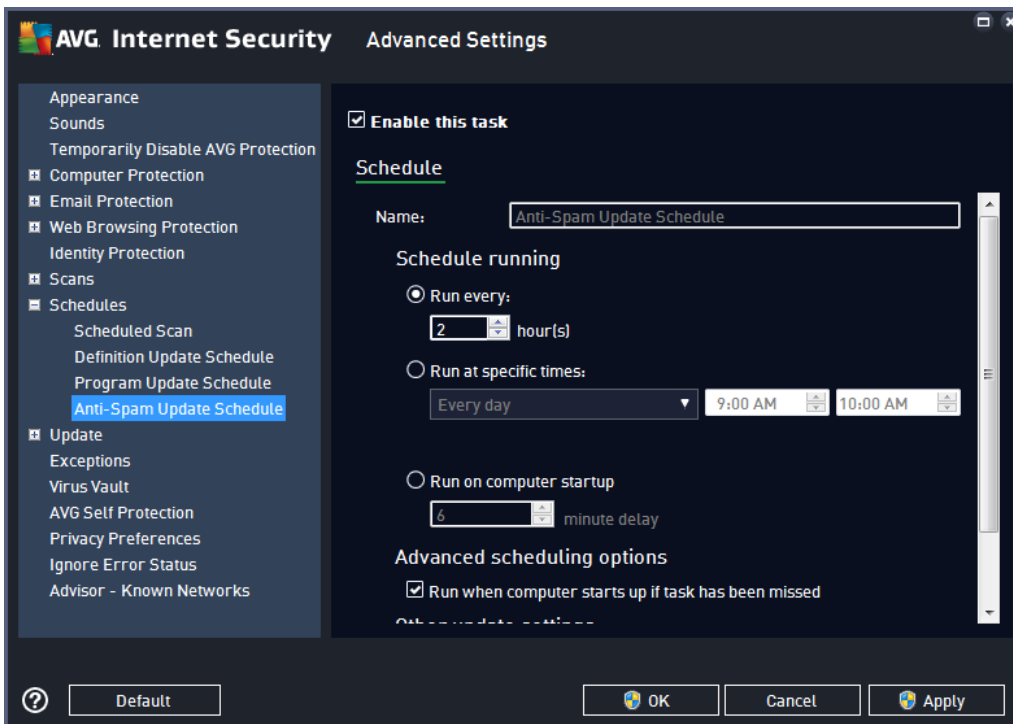 AVG Internet Security Advanced Settings
Appearance
Sounds
Temporarily Disable AVG Protection
Computer Protection
Email Protection
Web Browsing Protection
Identity Protection
Scans
Schedules
Scheduled Scan
Definition Update Schedule
Program Update Schedule
Anti-Spam Update Schedule
Update
Exceptions
Virus Vault
AVG Self Protection
Privacy Preferences
Ignore Error Status
Advisor - Known Networks
Enable this task
Schedule
Name: Anti-Spam Update Schedule
Schedule running
Run every:
2 hour(s)
Run at specific times:
Every day 9:00 AM 10:00 AM
Run on computer startup
6 minute delay
Advanced scheduling options
Run when computer starts up if task has been missed
Other update settings
? Default OK Cancel Apply